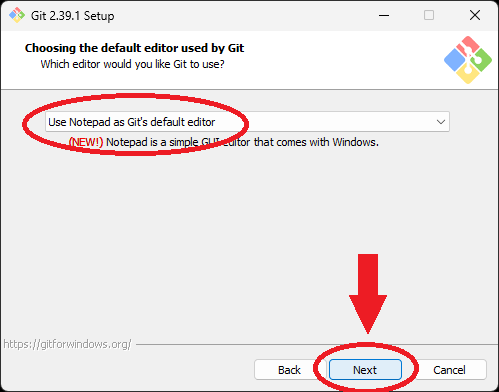 Git 2.39.1 Setup
Choosing the default editor used by Git
Which editor would you like Git to use?
Use Notepad as Git's default editor
(NEW!) Notepad is a simple GUI editor that comes with Windows.
https://gitforwindows.org/
Back Next Cancel